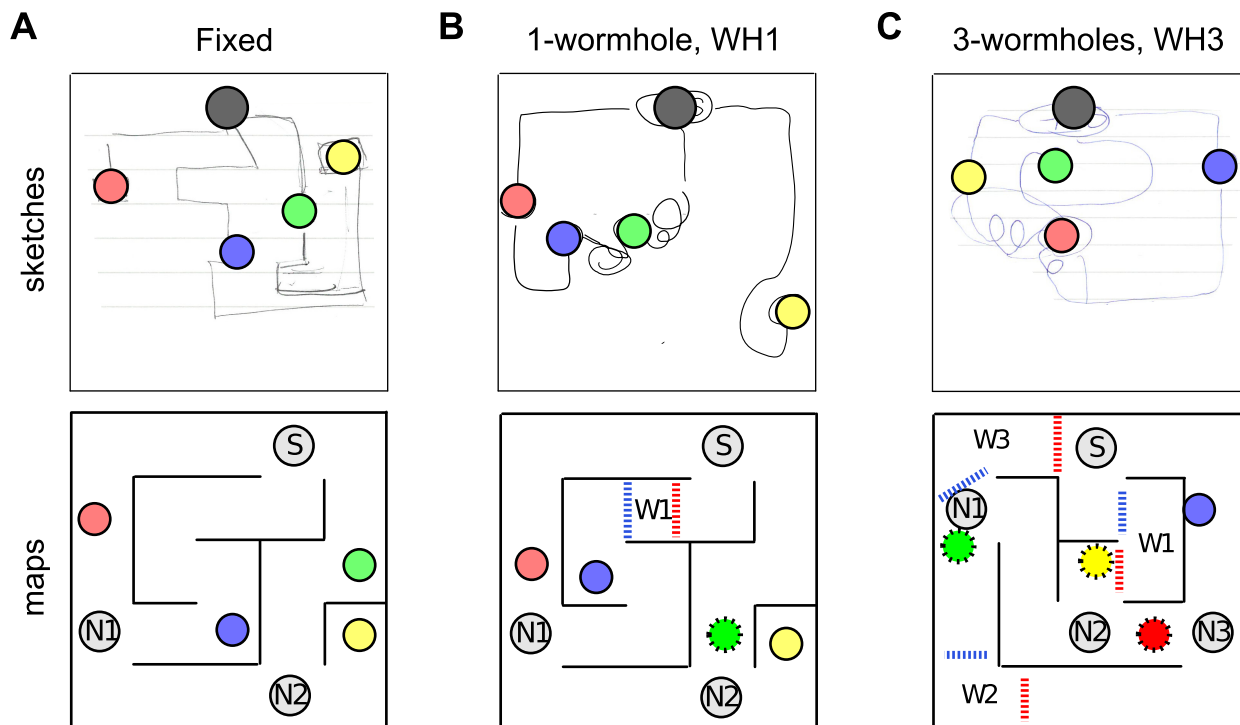 A
Fixed
B
1-wormhole, WH1
C
3-wormholes, WH3
sketches
maps
S
N1
N2
S
W1
N1
N2
W3
S
N1
W1
N2
N3
W2